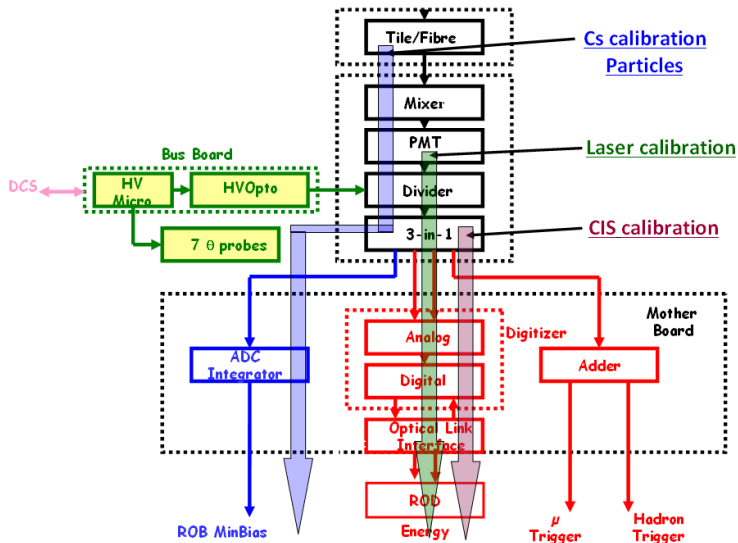 Tile/Fibre
Cs calibration
Particles
Mixer
PMT
Laser calibration
Bus Board
DCS
HV
Micro
HVOpto
Divider
7 θ probes
3-in-1
CIS calibration
Mother
Board
Digitizer
Analog
ADC
Integrator
Digital
Adder
Optical Link
Interface
ROD
ROB MinBias
Energy
μ
Trigger
Hadron
Trigger